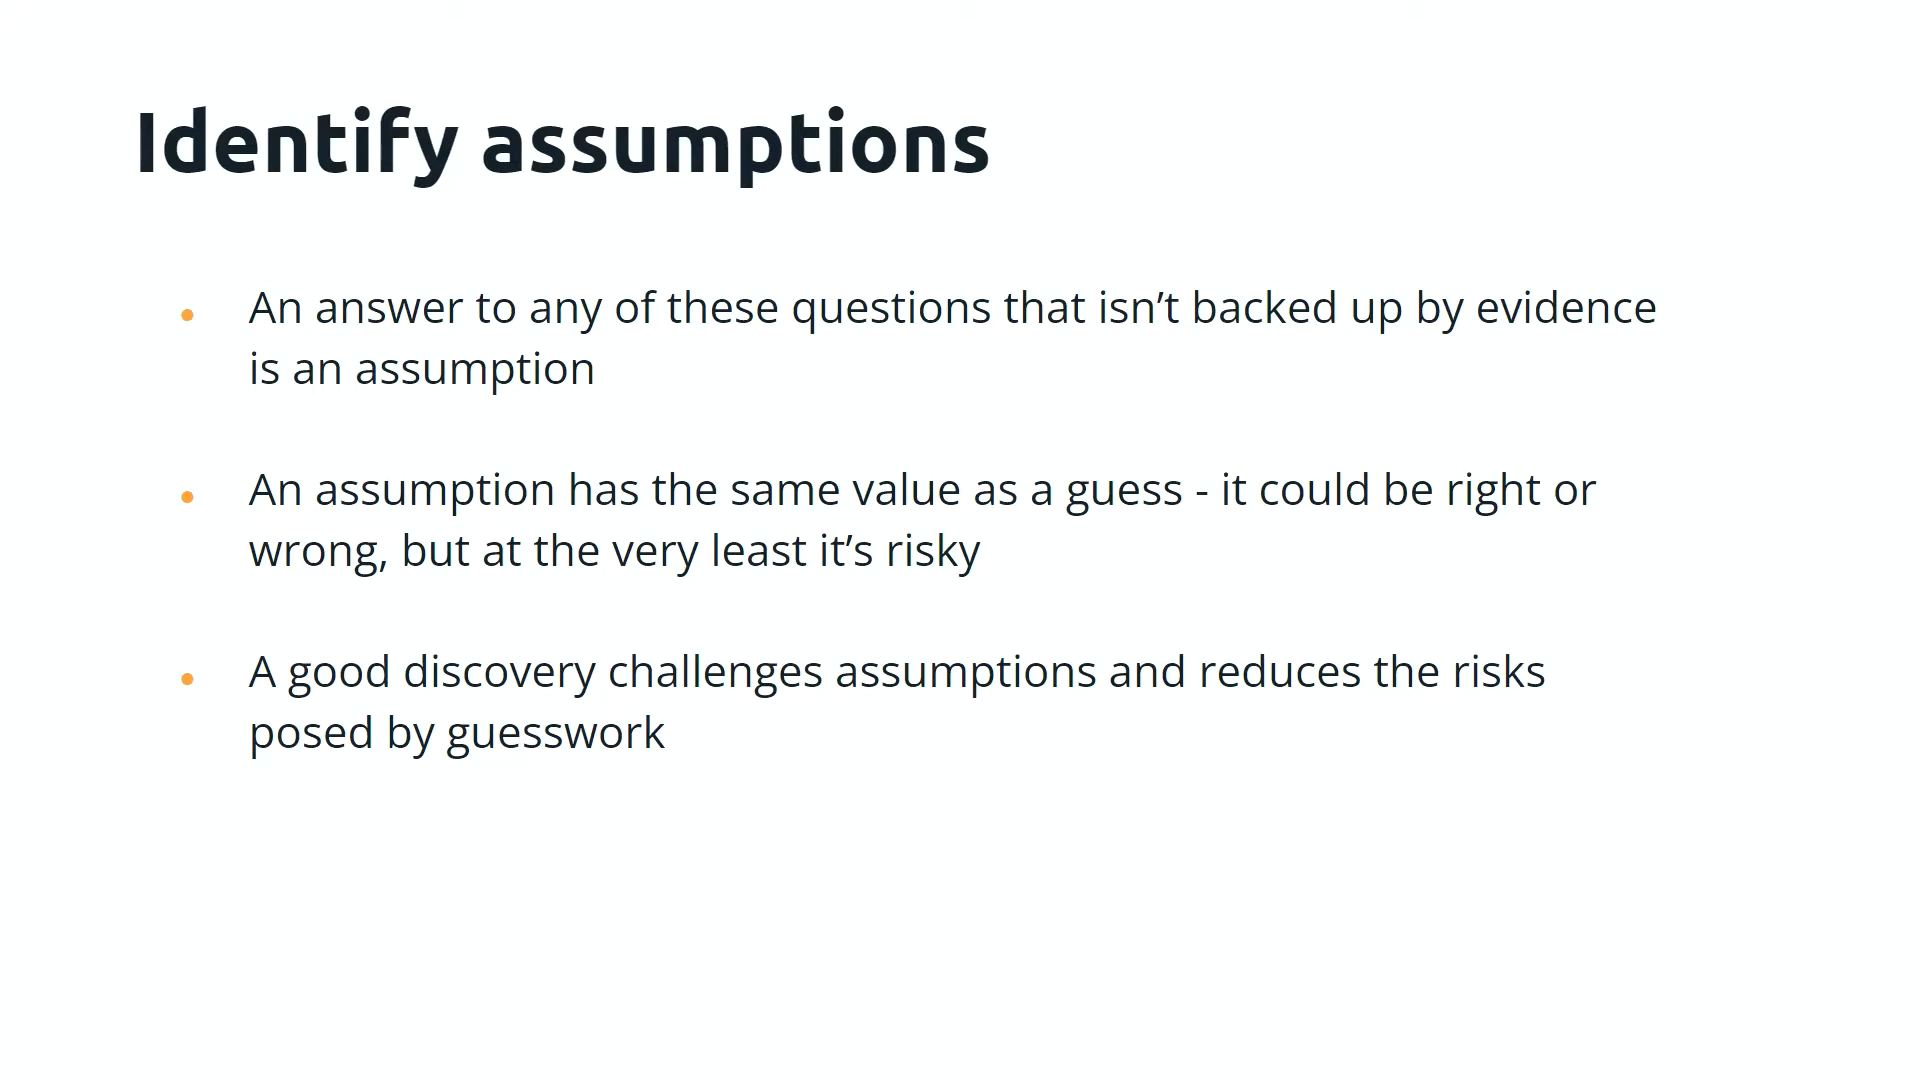 Identify assumptions
• An answer to any of these questions that isn’t backed up by evidence
is an assumption
• An assumption has the same value as a guess - it could be right or
wrong, but at the very least it’s risky
• A good discovery challenges assumptions and reduces the risks
posed by guesswork